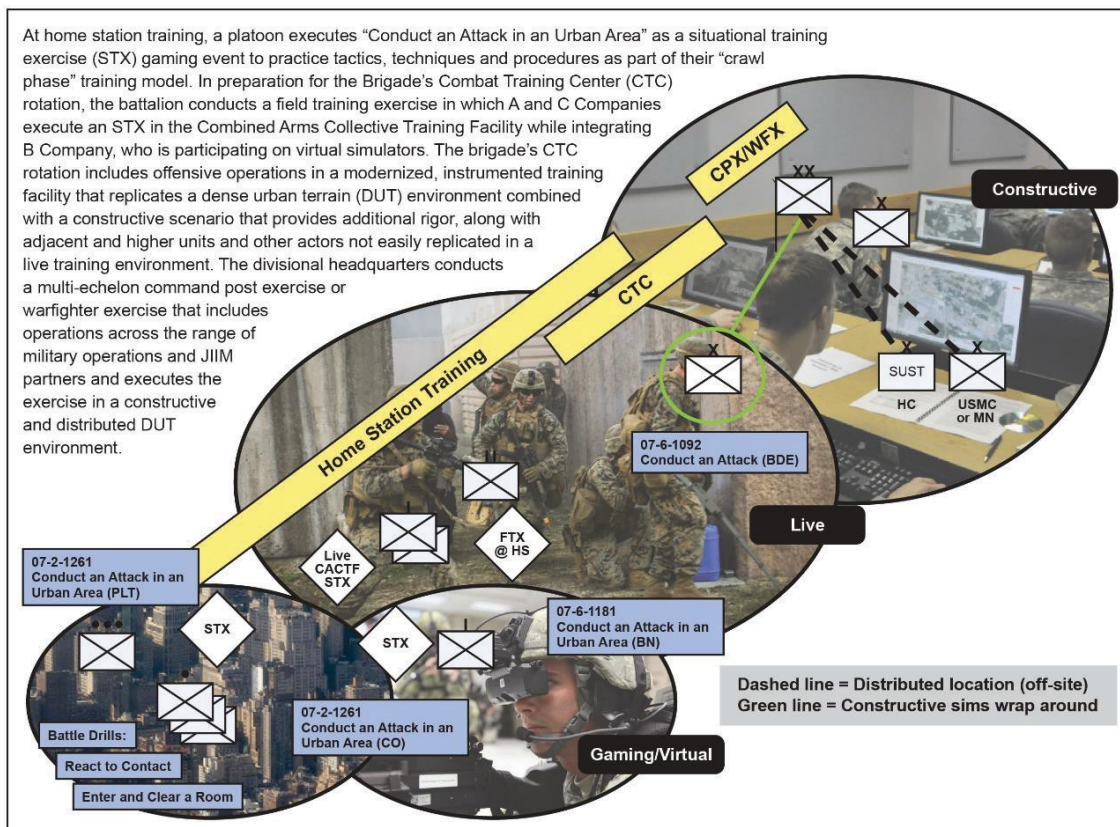 At home station training, a platoon executes “Conduct an Attack in an Urban Area” as a situational training
exercise (STX) gaming event to practice tactics, techniques and procedures as part of their “crawl
phase” training model. In preparation for the Brigade’s Combat Training Center (CTC)
rotation, the battalion conducts a field training exercise in which A and C Companies
execute an STX in the Combined Arms Collective Training Facility while integrating
B Company, who is participating on virtual simulators. The brigade’s CTC
rotation includes offensive operations in a modernized, instrumented training
facility that replicates a dense urban terrain (DUT) environment combined
with a constructive scenario that provides additional rigor, along with
adjacent and higher units and other actors not easily replicated in a
live training environment. The divisional headquarters conducts
a multi-echelon command post exercise or
warfighter exercise that includes
operations across the range of
military operations and JIIM
partners and executes the
exercise in a constructive
and distributed DUT
environment.
CPX/WFX
XX
X
Constructive
CTC
Home Station Training
X
X
SUST
HC
X
USMC
or MN
07-6-1092
Conduct an Attack (BDE)
Live
II
I
Live
CACTF
STX
FTX
@ HS
07-2-1261
Conduct an Attack in an
Urban Area (PLT)
STX
STX
I
07-6-1181
Conduct an Attack in an
Urban Area (BN)
07-2-1261
Conduct an Attack in an
Urban Area (CO)
Battle Drills:
React to Contact
Enter and Clear a Room
Gaming/Virtual
Dashed line = Distributed location (off-site)
Green line = Constructive sims wrap around